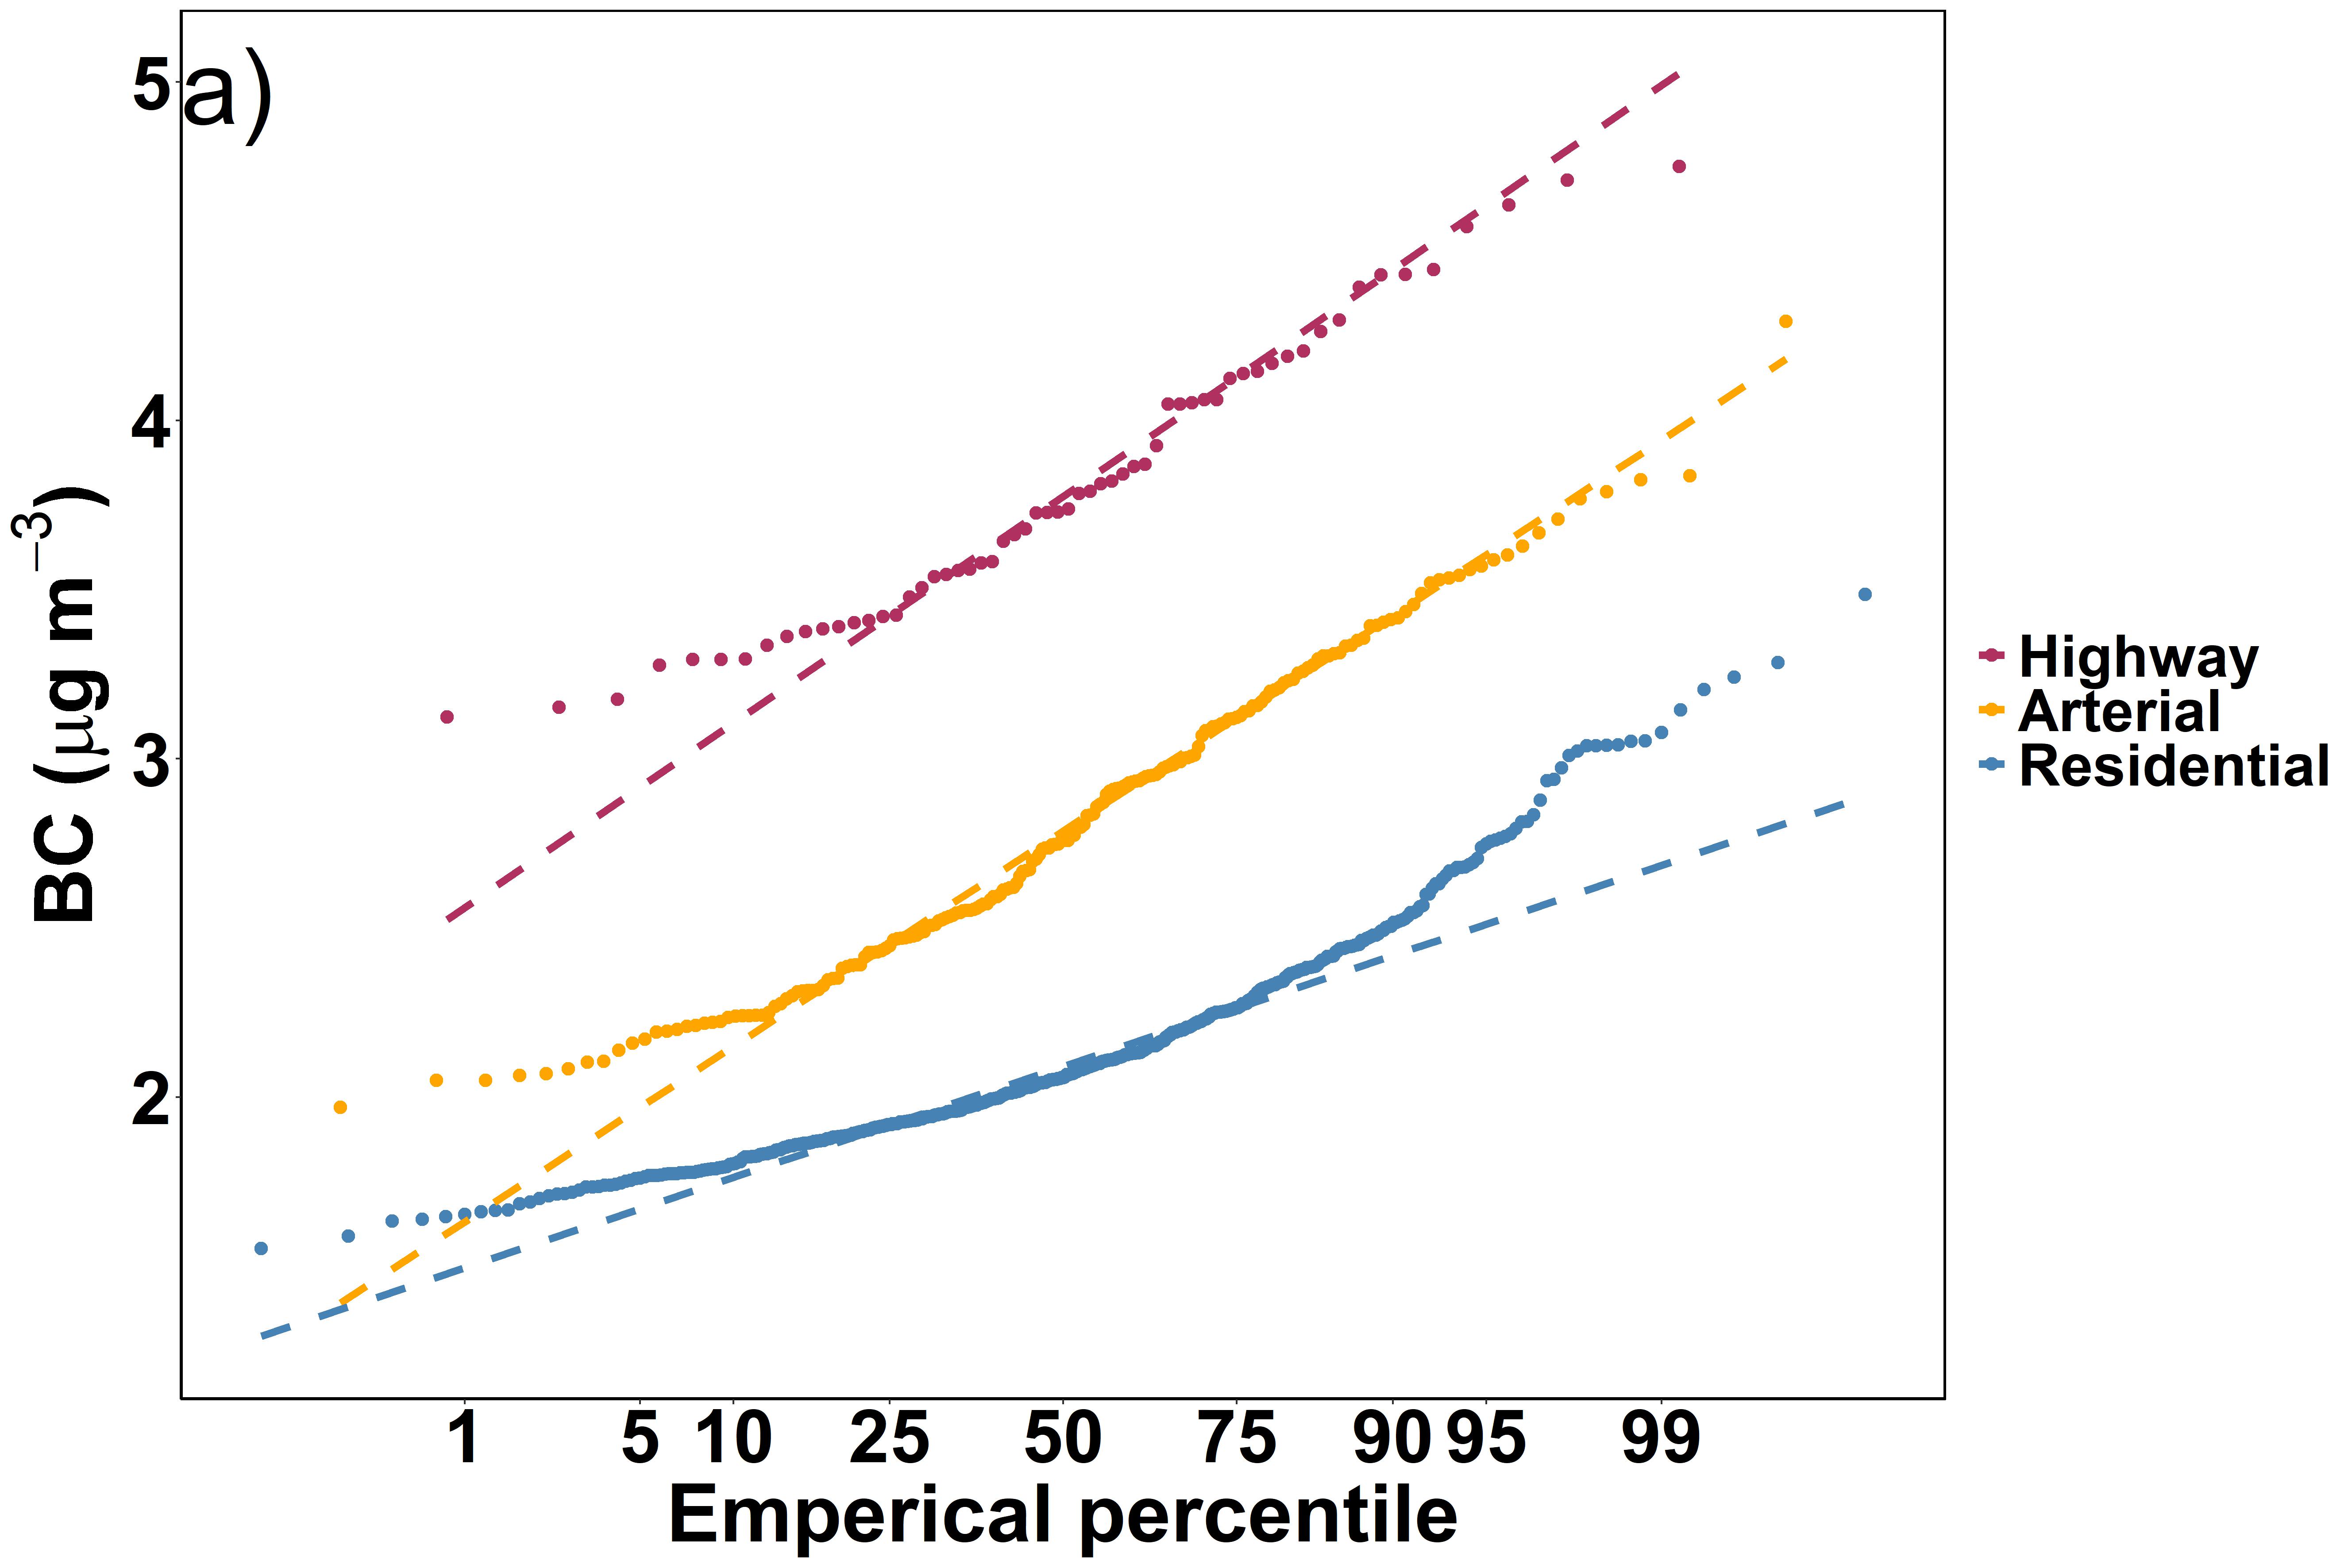 a)
5
4
3
2
BC (μg m⁻³)
1 5 10 25 50 75 90 95 99
Emperical percentile
Highway
Arterial
Residential